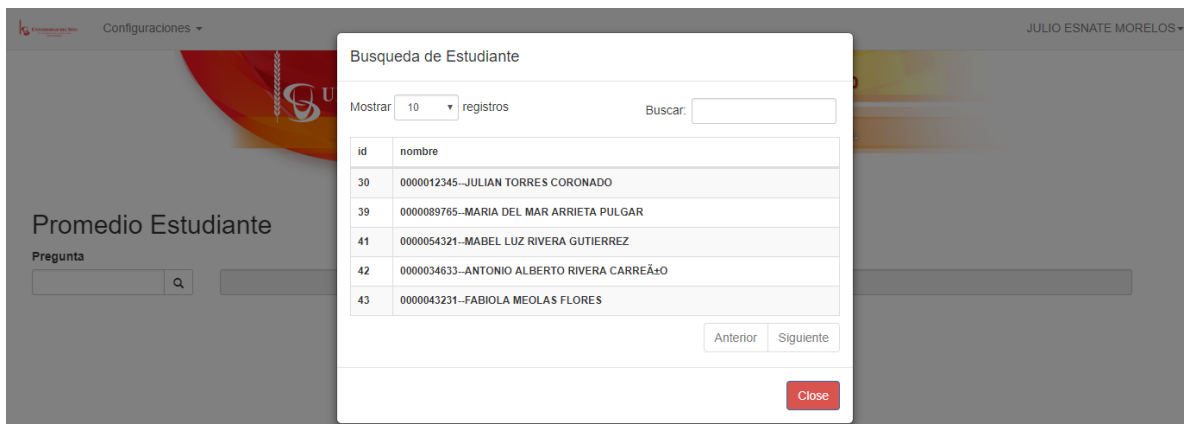 Configuraciones
JULIO ESNATE MORELOS
Busqueda de Estudiante
Mostrar 10 registros
Buscar:
id nombre
30 0000012345--JULIAN TORRES CORONADO
39 0000089765--MARIA DEL MAR ARRIETA PULGAR
41 0000054321--MABEL LUZ RIVERA GUTIERREZ
42 0000034633--ANTONIO ALBERTO RIVERA CARREÃ±O
43 0000043231--FABIOLA MEOLAS FLORES
Anterior Siguiente
Close
Promedio Estudiante
Pregunta